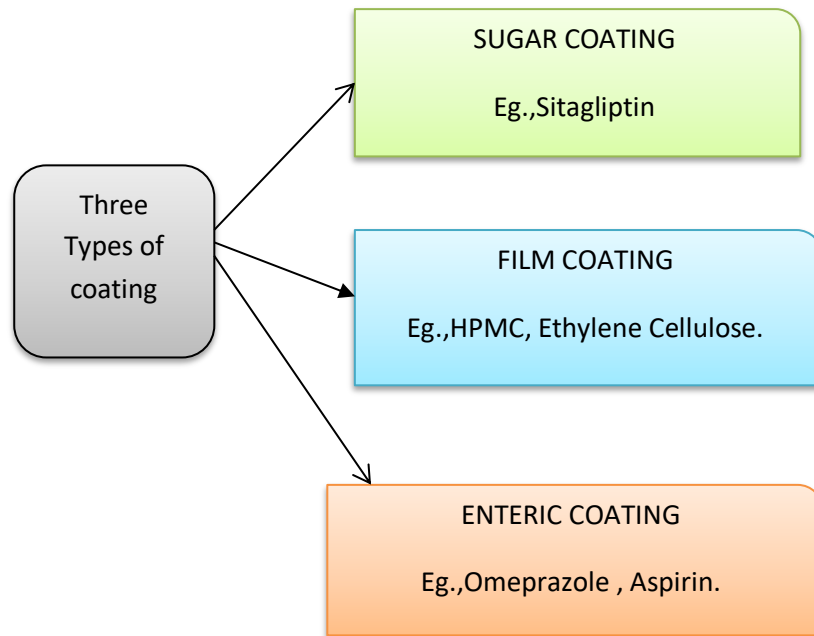 Three
Types of
coating
SUGAR COATING
Eg.,Sitagliptin
FILM COATING
Eg.,HPMC, Ethylene Cellulose.
ENTERIC COATING
Eg.,Omeprazole , Aspirin.